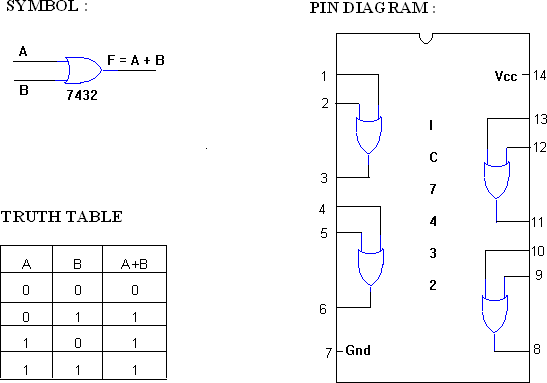 SYMBOL :
A
F = A + B
B
7432
TRUTH TABLE
A B A+B
0 0 0
0 1 1
1 0 1
1 1 1
PIN DIAGRAM :
1
2
3
4
5
6
7 Gnd
I
C
7
4
3
2
Vcc 14
13
12
11
10
9
8